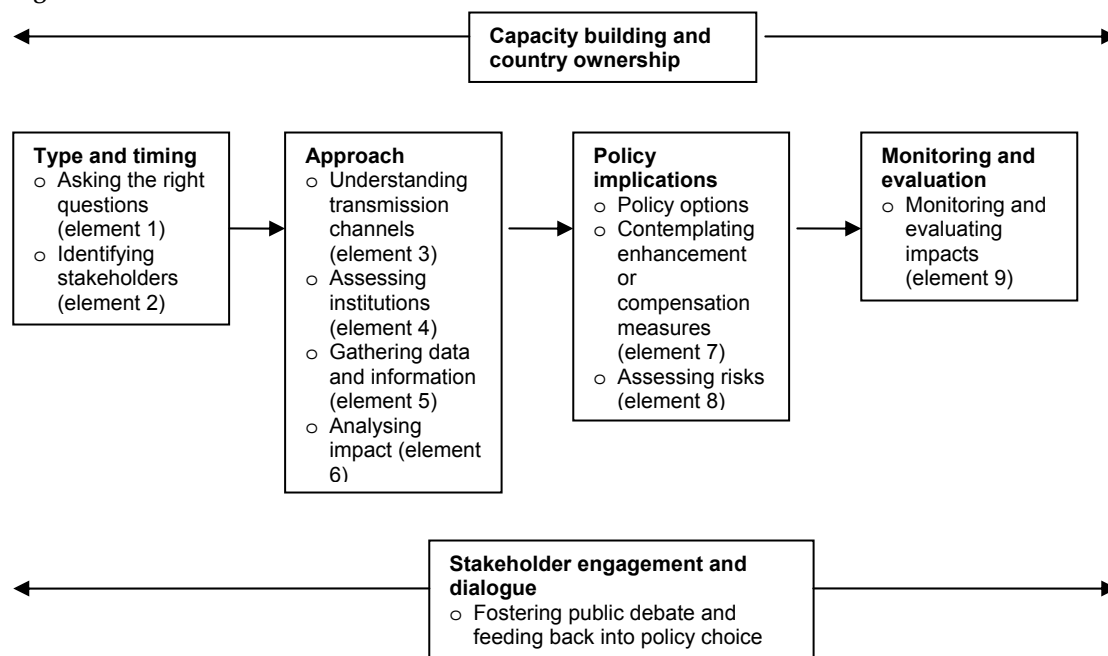 Capacity building and
country ownership
Type and timing
o Asking the right
questions
(element 1)
o Identifying
stakeholders
(element 2)
Approach
o Understanding
transmission
channels
(element 3)
o Assessing
institutions
(element 4)
o Gathering data
and information
(element 5)
o Analysing
impact (element
6)
Policy
implications
o Policy options
o Contemplating
enhancement
or
compensation
measures
(element 7)
o Assessing risks
(element 8)
Monitoring and
evaluation
o Monitoring and
evaluating
impacts
(element 9)
Stakeholder engagement and
dialogue
o Fostering public debate and
feeding back into policy choice